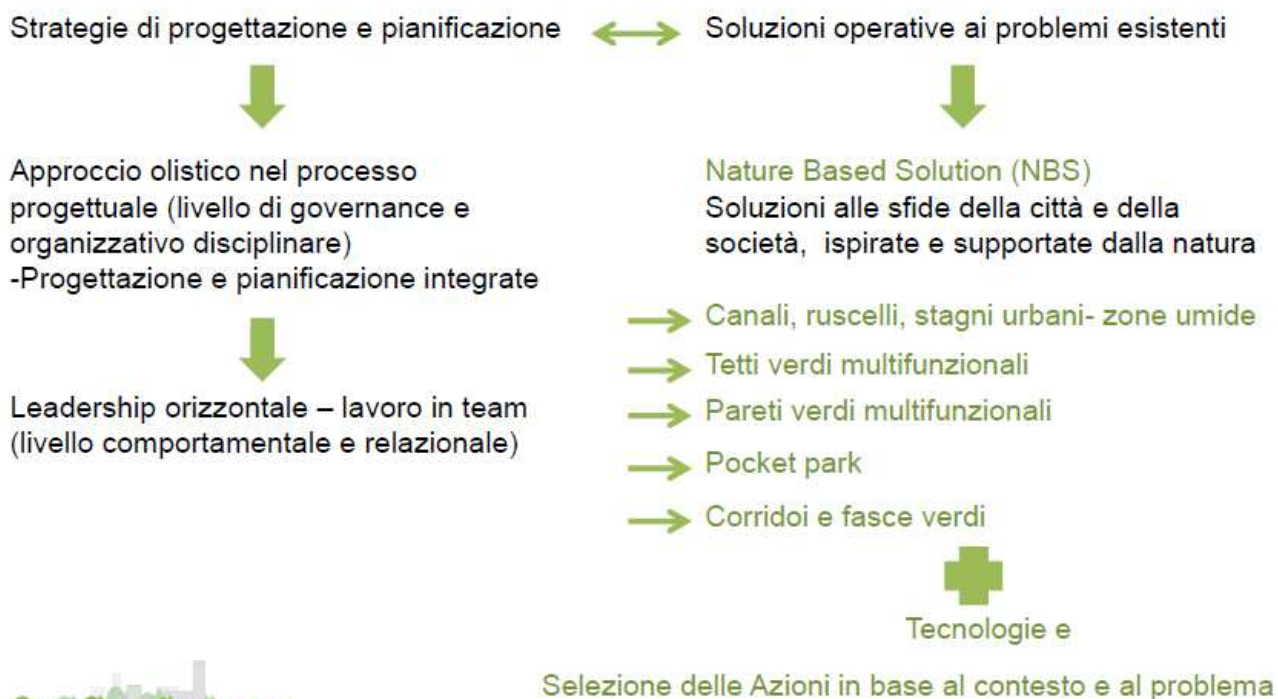 Strategie di progettazione e pianificazione
Soluzioni operative ai problemi esistenti
Approccio olistico nel processo
progettuale (livello di governance e
organizzativo disciplinare)
-Progettazione e pianificazione integrate
Leadership orizzontale – lavoro in team
(livello comportamentale e relazionale)
Nature Based Solution (NBS)
Soluzioni alle sfide della città e della
società, ispirate e supportate dalla natura
Canali, ruscelli, stagni urbani- zone umide
Tetti verdi multifunzionali
Pareti verdi multifunzionali
Pocket park
Corridoi e fasce verdi
Tecnologie e
Selezione delle Azioni in base al contesto e al problema